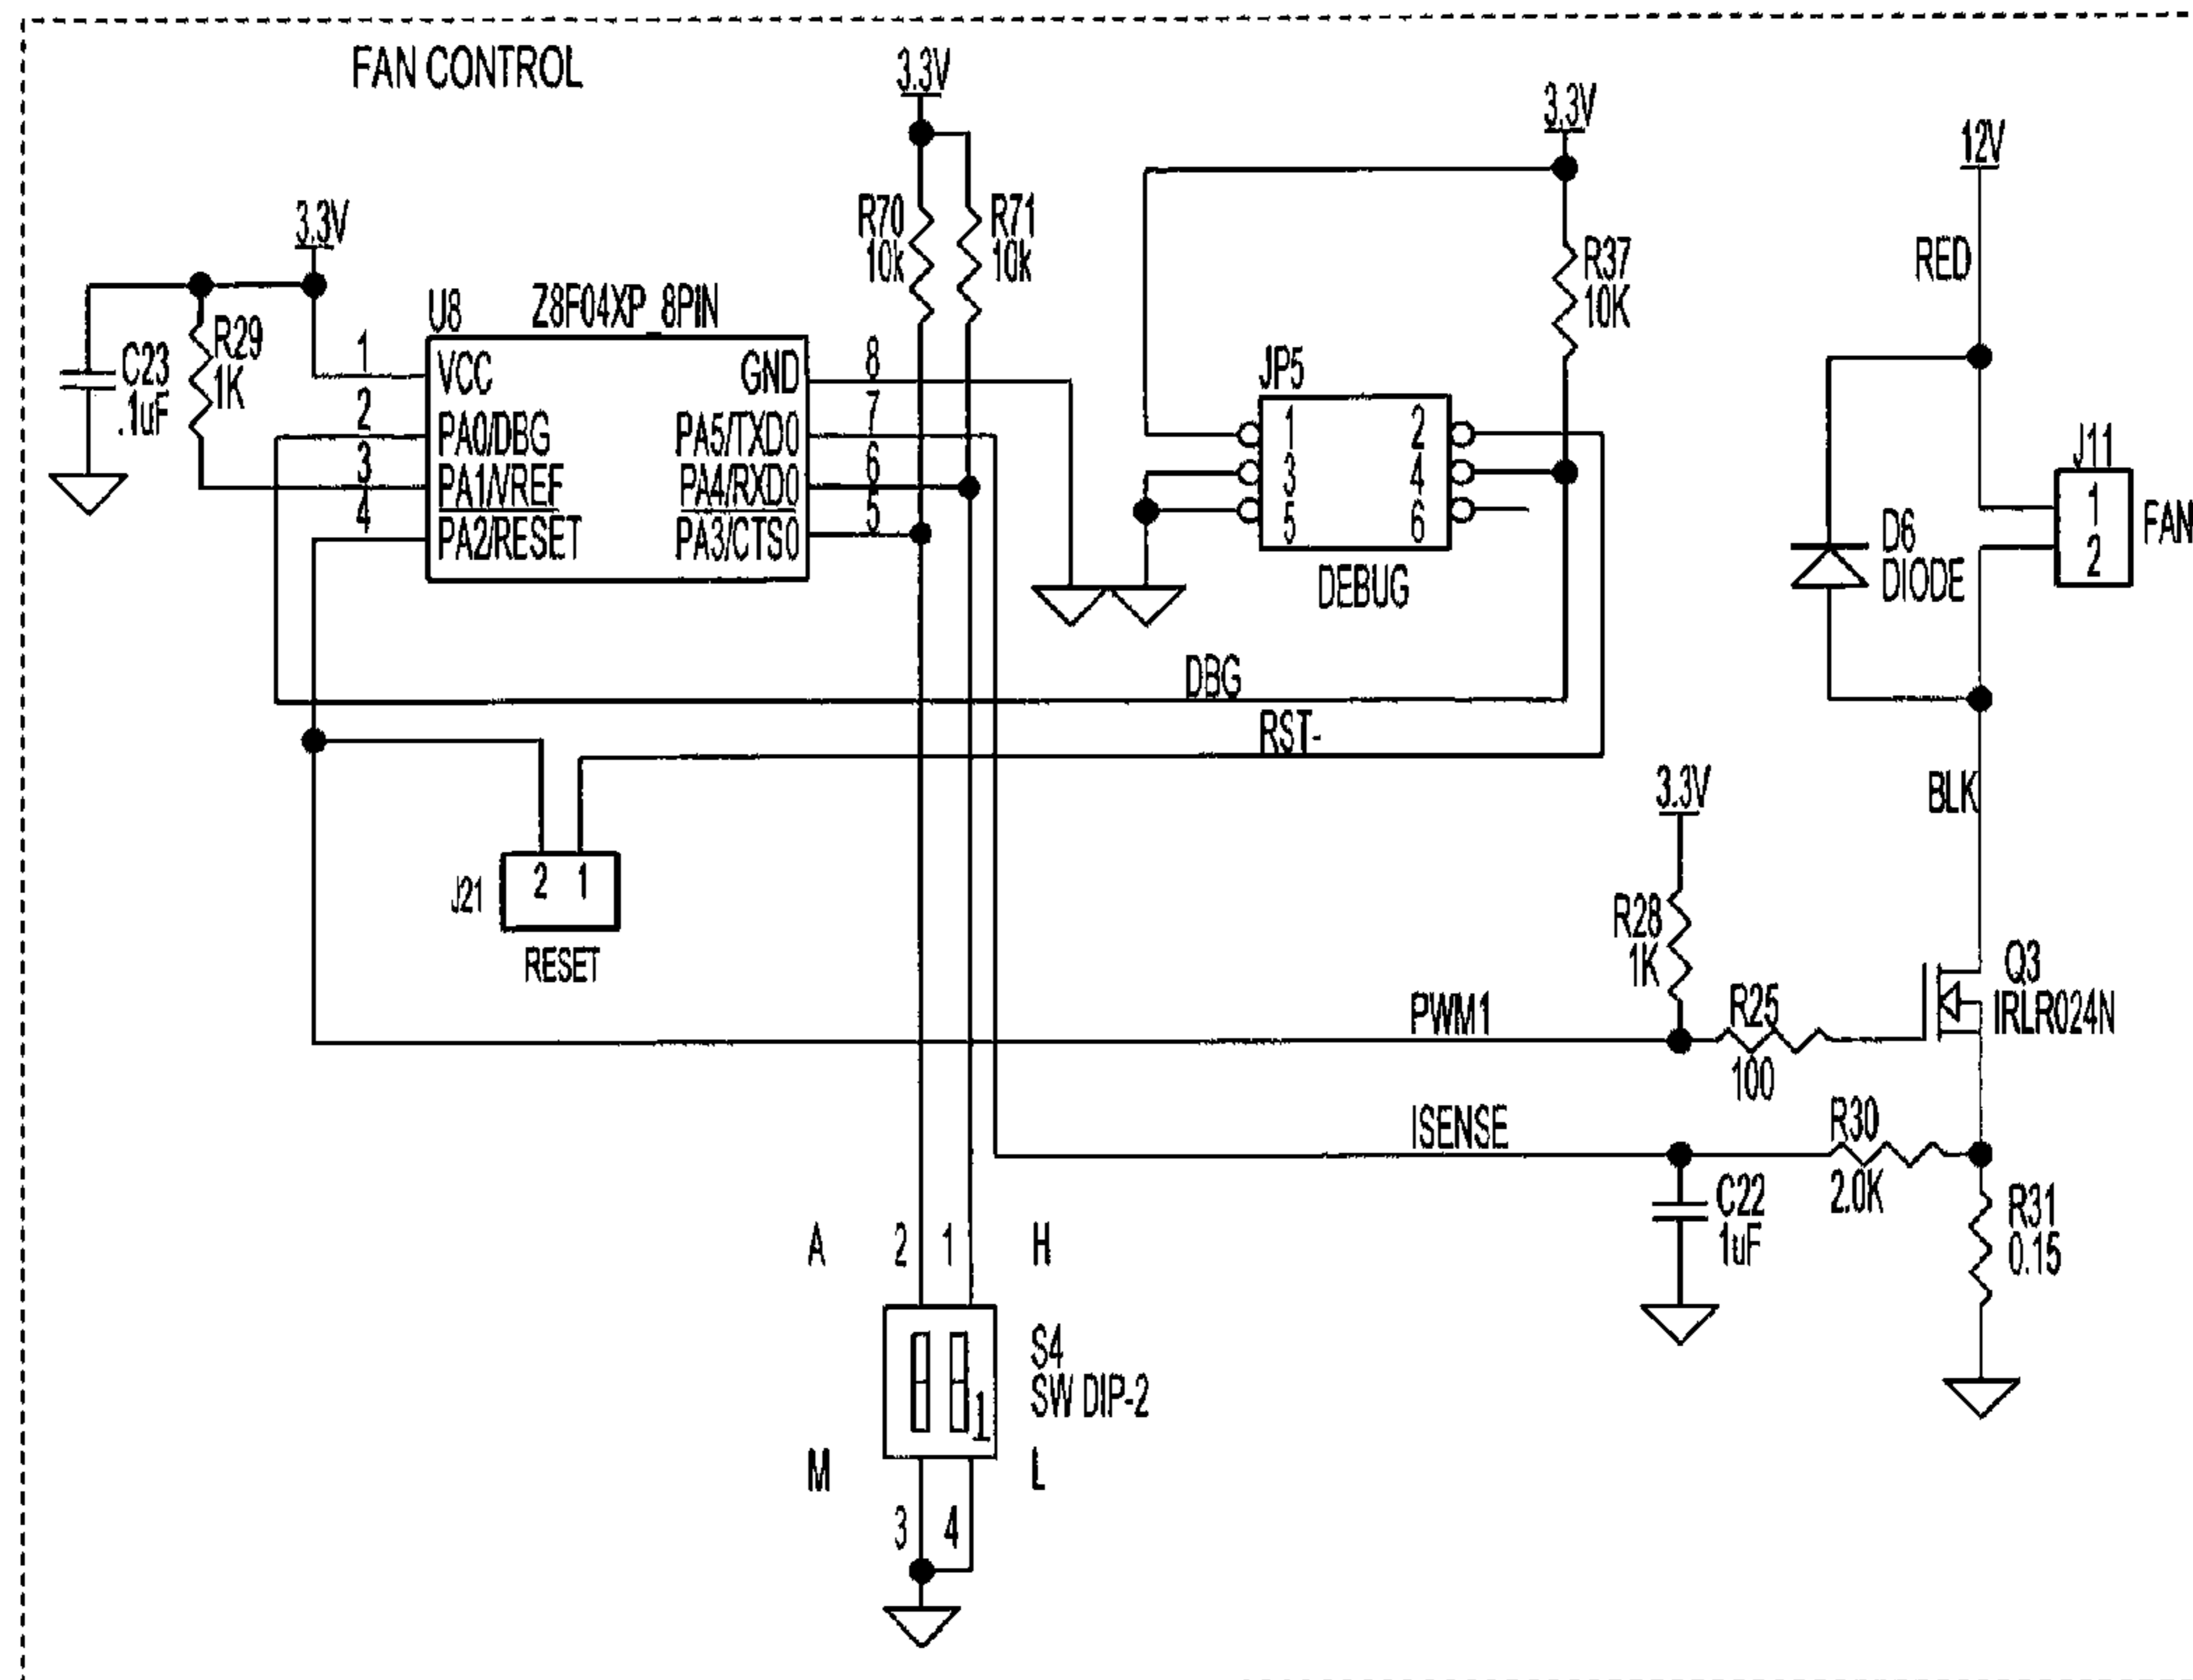 FAN CONTROL
3.3V
3.3V
12V
3.3V
R70
10k
R71
10k
RED
R37
10K
C23
.1uF
R29
1K
U8
Z8F04XP_8PIN
1
VCC
GND
8
2
PA0/DBG
PA5/TXD0
7
3
PA1/VREF
PA4/RXD0
6
4
PA2/RESET
PA3/CTS0
5
JP5
1
2
3
4
5
6
DEBUG
J11
1
2
FAN
D6
DIODE
DBG
RST-
3.3V
BLK
J21
2
1
RESET
R28
1K
Q3
IRLR024N
PWM1
R25
100
ISENSE
R30
2.0K
C22
1uF
R31
0.15
A
2
1
H
S4
SW DIP-2
1
M
L
3
4